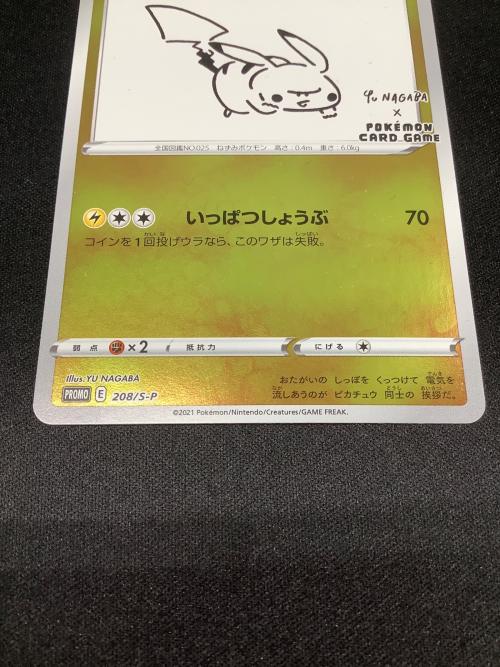 Yu NAGABA
×
POKÉMON
CARD GAME
全国図鑑NO.025 ねずみポケモン 高さ:0.4m 重さ:6.0kg
いっぱつしょうぶ 70
コインを1回投げウラなら、このワザは失敗。
弱点 ×2 抵抗力 にげる
Illus.YU NAGABA
おたがいの しっぽを くっつけて 電気を
PROMO E 208/S-P
流しあうのが ピカチュウ 同士の 挨拶だ。
©2021 Pokémon/Nintendo/Creatures/GAME FREAK.